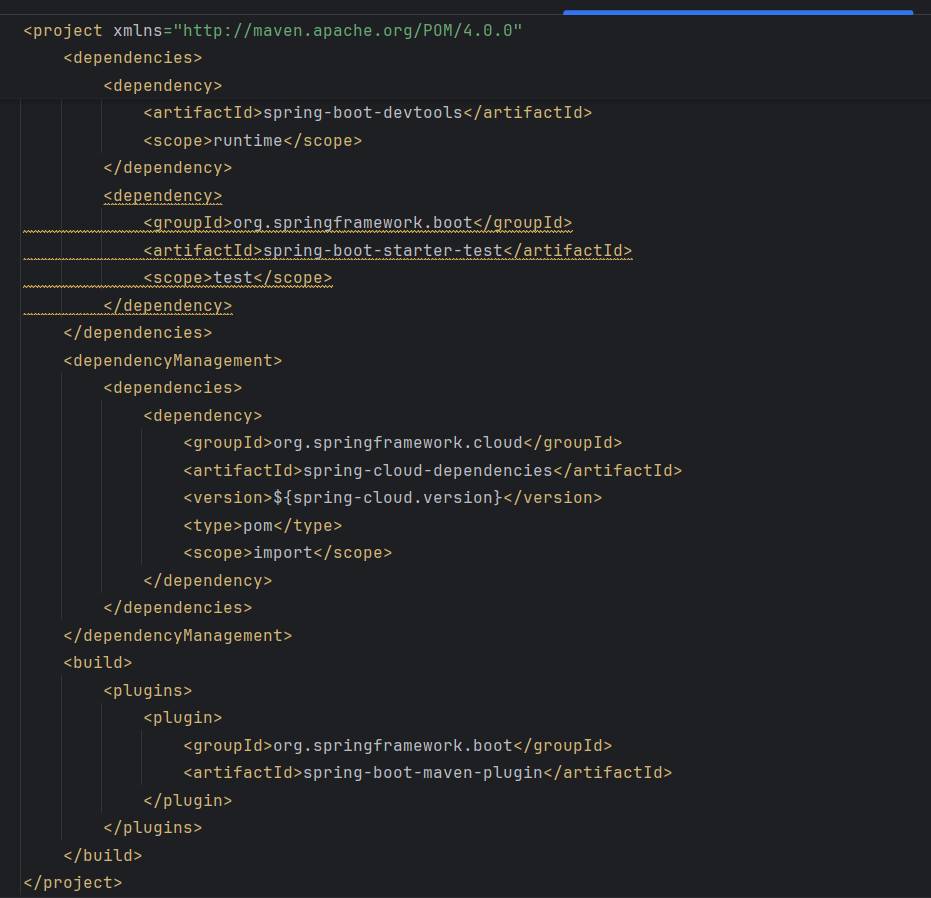 <project xmlns="http://maven.apache.org/POM/4.0.0"
    <dependencies>
        <dependency>
            <artifactId>spring-boot-devtools</artifactId>
            <scope>runtime</scope>
        </dependency>
        <dependency>
            <groupId>org.springframework.boot</groupId>
            <artifactId>spring-boot-starter-test</artifactId>
            <scope>test</scope>
        </dependency>
    </dependencies>
    <dependencyManagement>
        <dependencies>
            <dependency>
                <groupId>org.springframework.cloud</groupId>
                <artifactId>spring-cloud-dependencies</artifactId>
                <version>${spring-cloud.version}</version>
                <type>pom</type>
                <scope>import</scope>
            </dependency>
        </dependencies>
    </dependencyManagement>
    <build>
        <plugins>
            <plugin>
                <groupId>org.springframework.boot</groupId>
                <artifactId>spring-boot-maven-plugin</artifactId>
            </plugin>
        </plugins>
    </build>
</project>